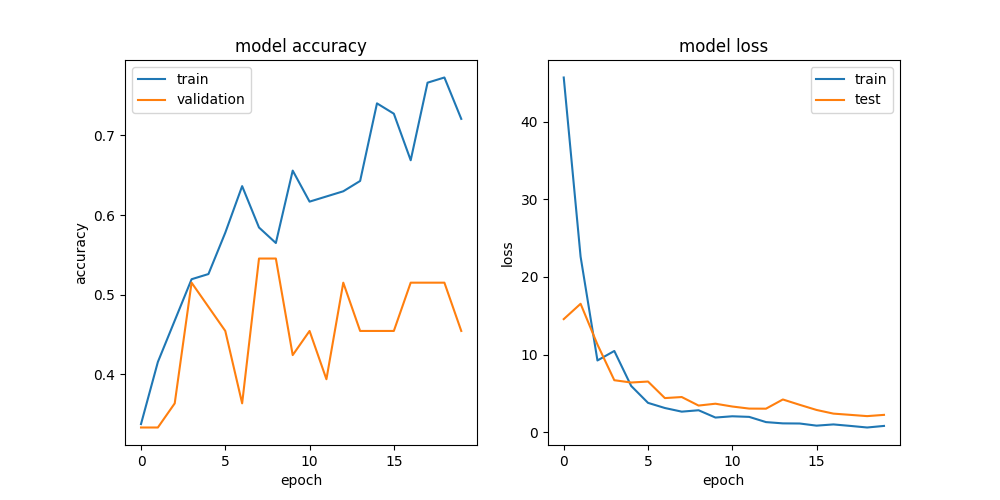 model accuracy
train
validation
0.7
0.6
0.5
0.4
accuracy
0
5
10
15
epoch
model loss
train
test
40
30
20
10
0
loss
0
5
10
15
epoch